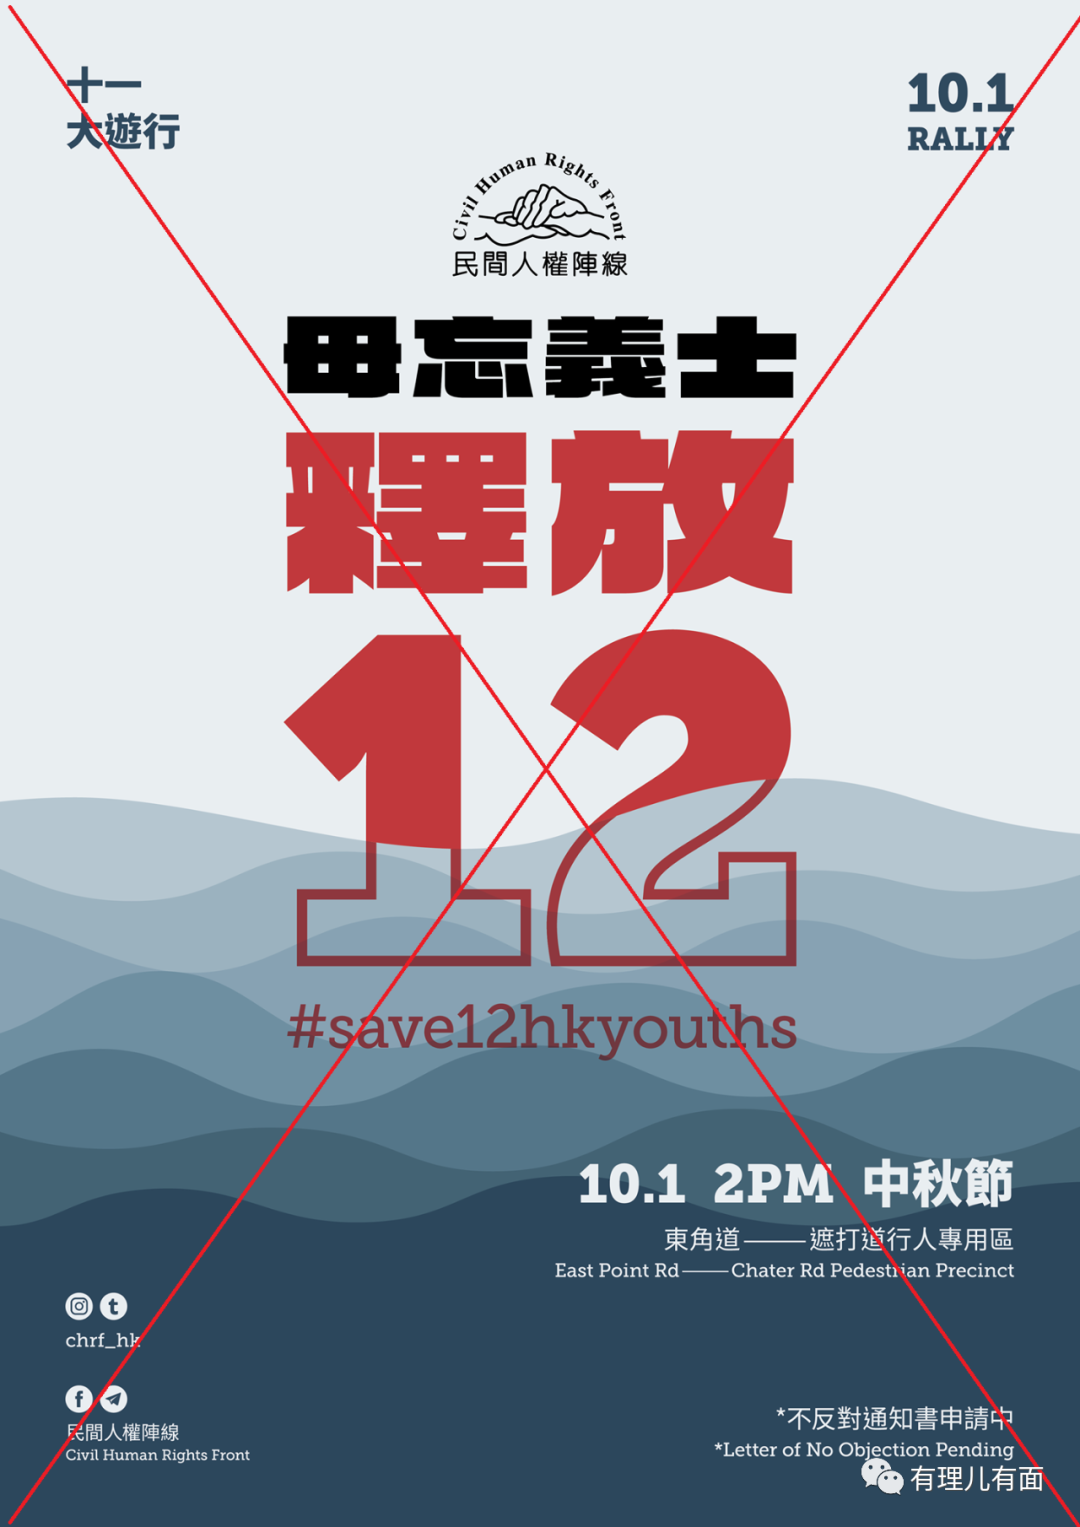 十一
大遊行
10.1
RALLY
Civil Human Rights Front
民間人權陣線
毋忘義士
釋放
12
#save12hkyouths
10.1 2PM 中秋節
東角道——遮打道行人專用區
East Point Rd——Chater Rd Pedestrian Precinct
chrf_hk
民間人權陣線
Civil Human Rights Front
*不反對通知書申請中
*Letter of No Objection Pending
有理儿有面